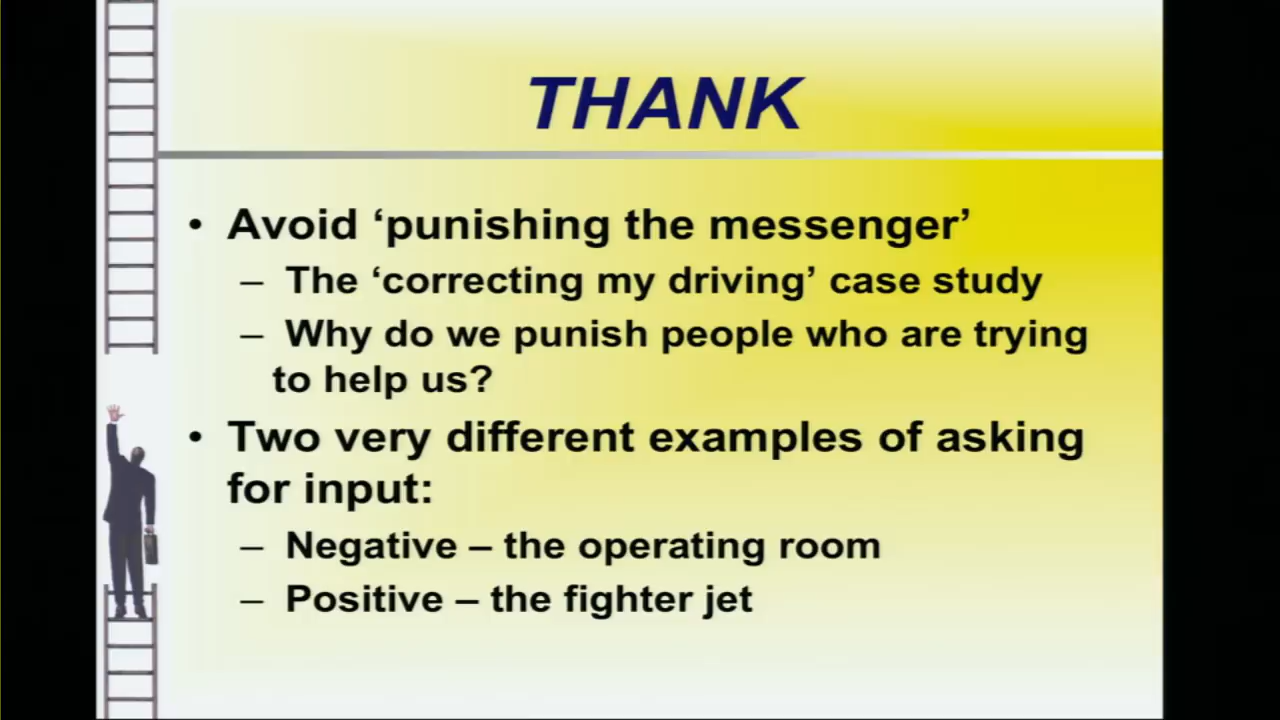 THANK
• Avoid ‘punishing the messenger’
– The ‘correcting my driving’ case study
– Why do we punish people who are trying
to help us?
• Two very different examples of asking
for input:
– Negative – the operating room
– Positive – the fighter jet